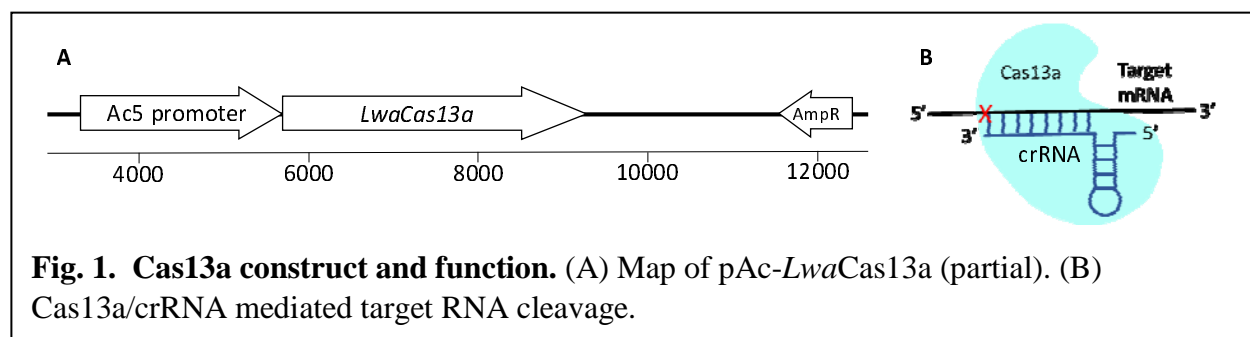 A
Ac5 promoter
LwaCas13a
AmpR
4000
6000
8000
10000
12000
B
Cas13a
Target
mRNA
5’
3’
3’
5’
crRNA
Fig. 1. Cas13a construct and function. (A) Map of pAc-LwaCas13a (partial). (B)
Cas13a/crRNA mediated target RNA cleavage.